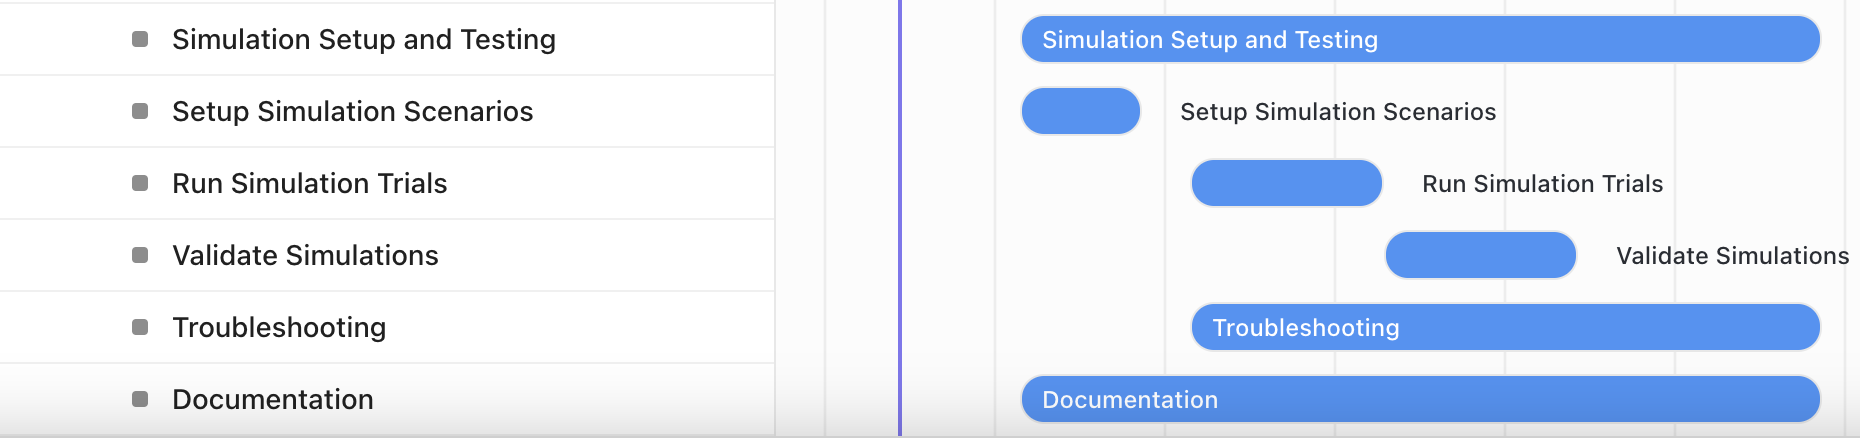 Simulation Setup and Testing
Simulation Setup and Testing
Setup Simulation Scenarios
Setup Simulation Scenarios
Run Simulation Trials
Run Simulation Trials
Validate Simulations
Validate Simulations
Troubleshooting
Troubleshooting
Documentation
Documentation